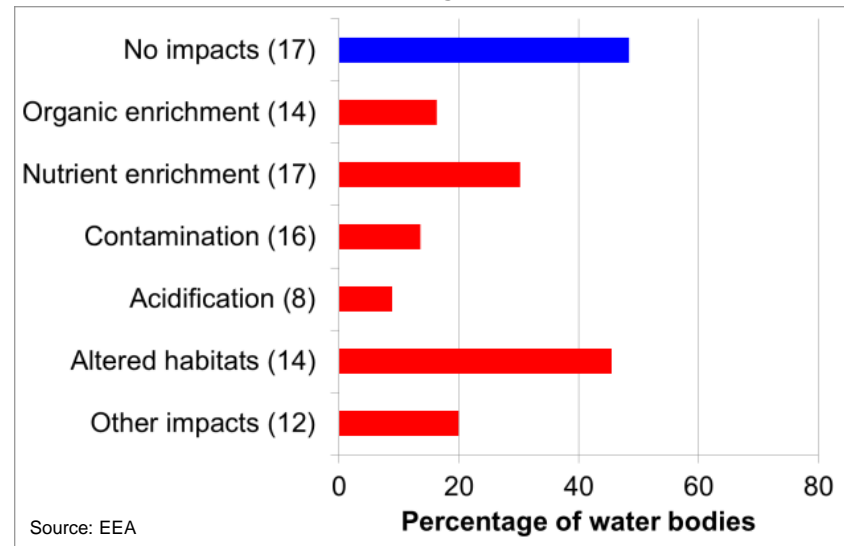 No impacts (17)
Organic enrichment (14)
Nutrient enrichment (17)
Contamination (16)
Acidification (8)
Altered habitats (14)
Other impacts (12)
0 20 40 60 80
Percentage of water bodies
Source: EEA